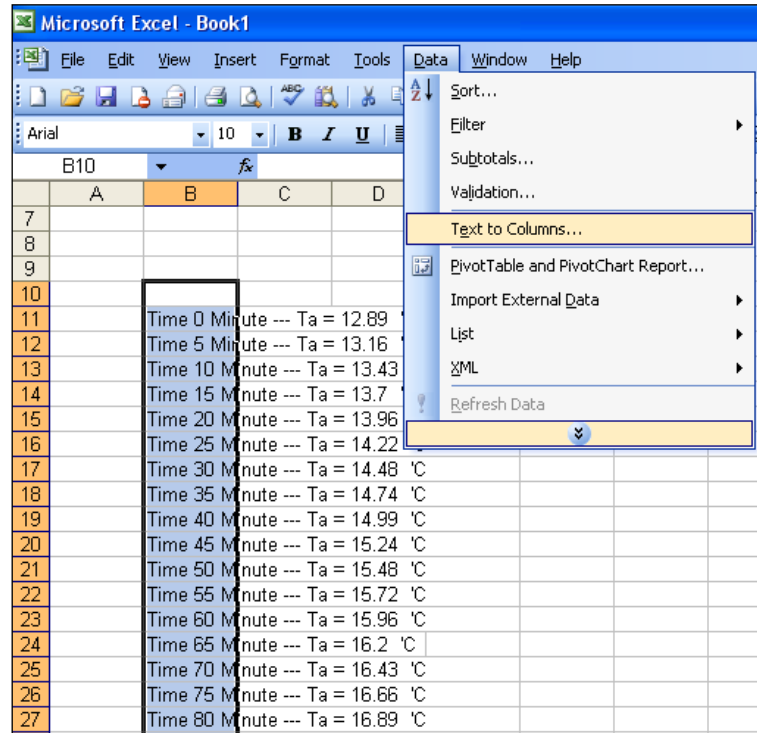 Microsoft Excel - Book1
File Edit View Insert Format Tools Data Window Help
ABC
Arial 10 B I U
B10 fx
A B C D
7
8
9
10
11 Time 0 Minute --- Ta = 12.89 '
12 Time 5 Minute --- Ta = 13.16 '
13 Time 10 Minute --- Ta = 13.43
14 Time 15 Minute --- Ta = 13.7 '
15 Time 20 Minute --- Ta = 13.96
16 Time 25 Minute --- Ta = 14.22 'C
17 Time 30 Minute --- Ta = 14.48 'C
18 Time 35 Minute --- Ta = 14.74 'C
19 Time 40 Minute --- Ta = 14.99 'C
20 Time 45 Minute --- Ta = 15.24 'C
21 Time 50 Minute --- Ta = 15.48 'C
22 Time 55 Minute --- Ta = 15.72 'C
23 Time 60 Minute --- Ta = 15.96 'C
24 Time 65 Minute --- Ta = 16.2 'C
25 Time 70 Minute --- Ta = 16.43 'C
26 Time 75 Minute --- Ta = 16.66 'C
27 Time 80 Minute --- Ta = 16.89 'C
AZ Sort...
Filter
Subtotals...
Validation...
Text to Columns...
PivotTable and PivotChart Report...
Import External Data
List
XML
Refresh Data